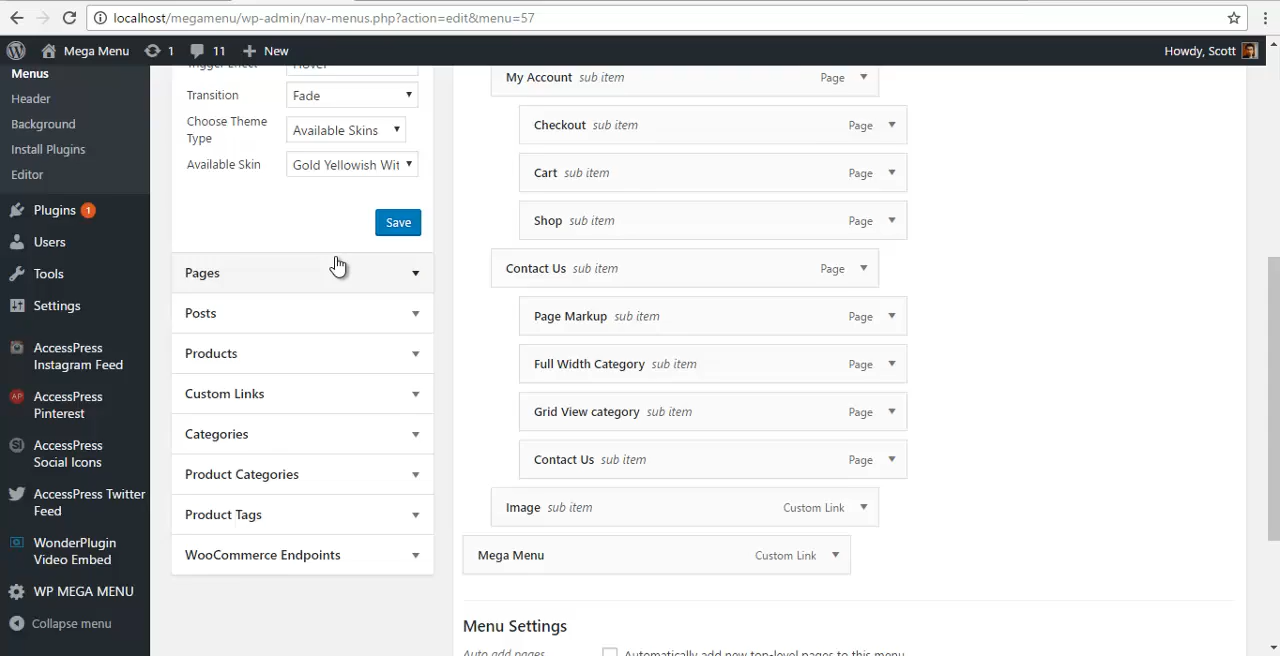 localhost/megamenu/wp-admin/nav-menus.php?action=edit&menu=57
Mega Menu 1 11 New Howdy, Scott
Menus
Header
Background
Install Plugins
Editor
Plugins 1
Users
Tools
Settings
AccessPress
Instagram Feed
AccessPress
Pinterest
AccessPress
Social Icons
AccessPress Twitter
Feed
WonderPlugin
Video Embed
WP MEGA MENU
Collapse menu
Trigger Effect Hover
Transition Fade
Choose Theme
Type Available Skins
Available Skin Gold Yellowish Wit
Save
Pages
Posts
Products
Custom Links
Categories
Product Categories
Product Tags
WooCommerce Endpoints
My Account sub item Page
Checkout sub item Page
Cart sub item Page
Shop sub item Page
Contact Us sub item Page
Page Markup sub item Page
Full Width Category sub item Page
Grid View category sub item Page
Contact Us sub item Page
Image sub item Custom Link
Mega Menu Custom Link
Menu Settings
Auto add pages Automatically add new top-level pages to this menu